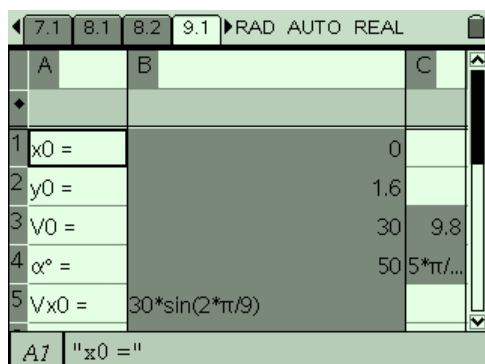 7.1 8.1 8.2 9.1 RAD AUTO REAL
A B C
1 x0 = 0
2 y0 = 1.6
3 V0 = 30 9.8
4 α° = 50 5*π/...
5 Vx0 = 30*sin(2*π/9)
A1 "x0 ="